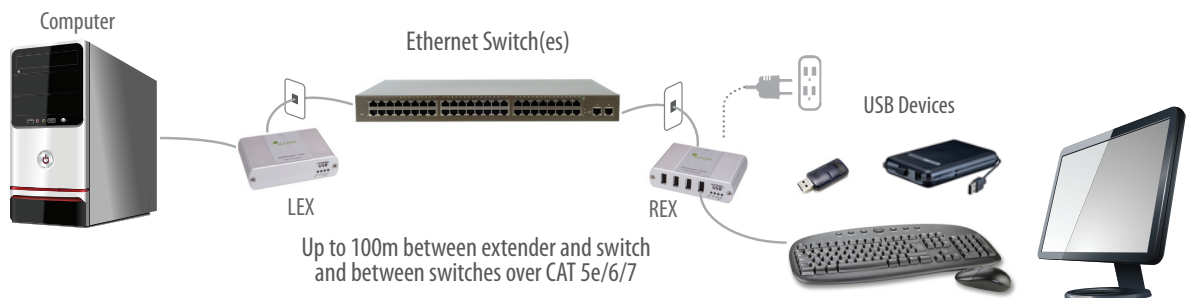 Computer
Ethernet Switch(es)
USB Devices
LEX
REX
Up to 100m between extender and switch
and between switches over CAT 5e/6/7